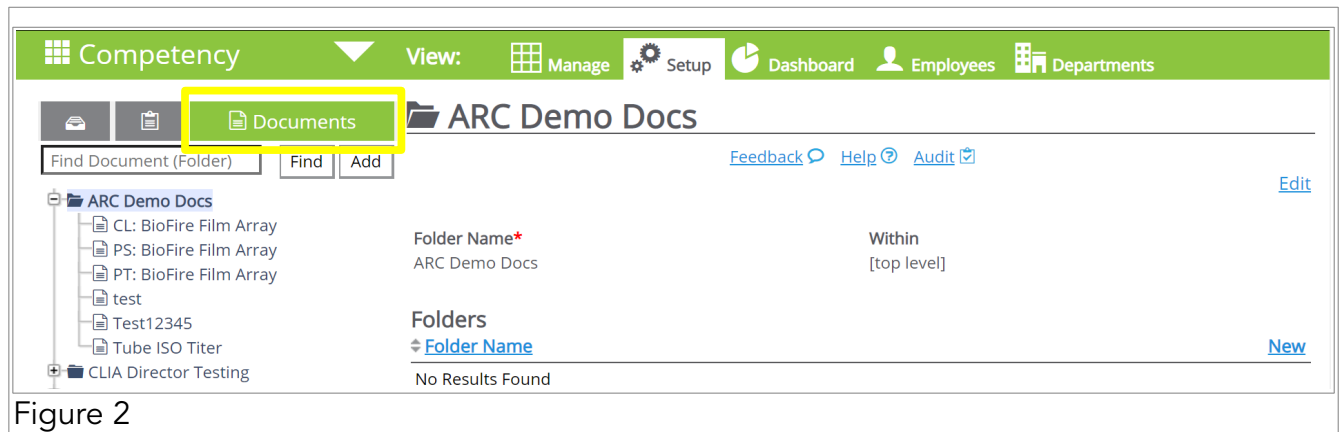 Competency View: Manage Setup Dashboard Employees Departments
Documents
ARC Demo Docs
Find Document (Folder) Find Add
Feedback Help Audit
Edit
ARC Demo Docs
CL: BioFire Film Array
PS: BioFire Film Array
PT: BioFire Film Array
test
Test12345
Tube ISO Titer
CLIA Director Testing
Folder Name* Within
ARC Demo Docs [top level]
Folders
Folder Name New
No Results Found
Figure 2